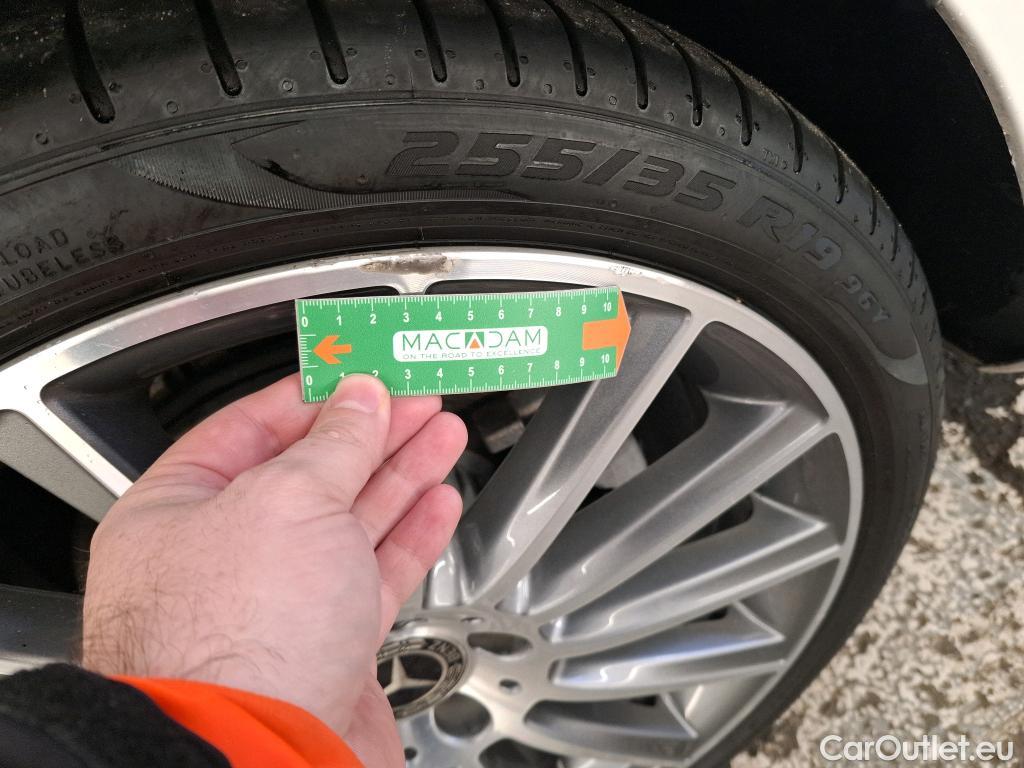 255/35 R19 96Y
LOAD
TUBELESS
0 1 2 3 4 5 6 7 8 9 10
MACADAM
ON THE ROAD TO EXCELLENCE
0 1 2 3 4 5 6 7 8 9 10
CarOutlet.eu